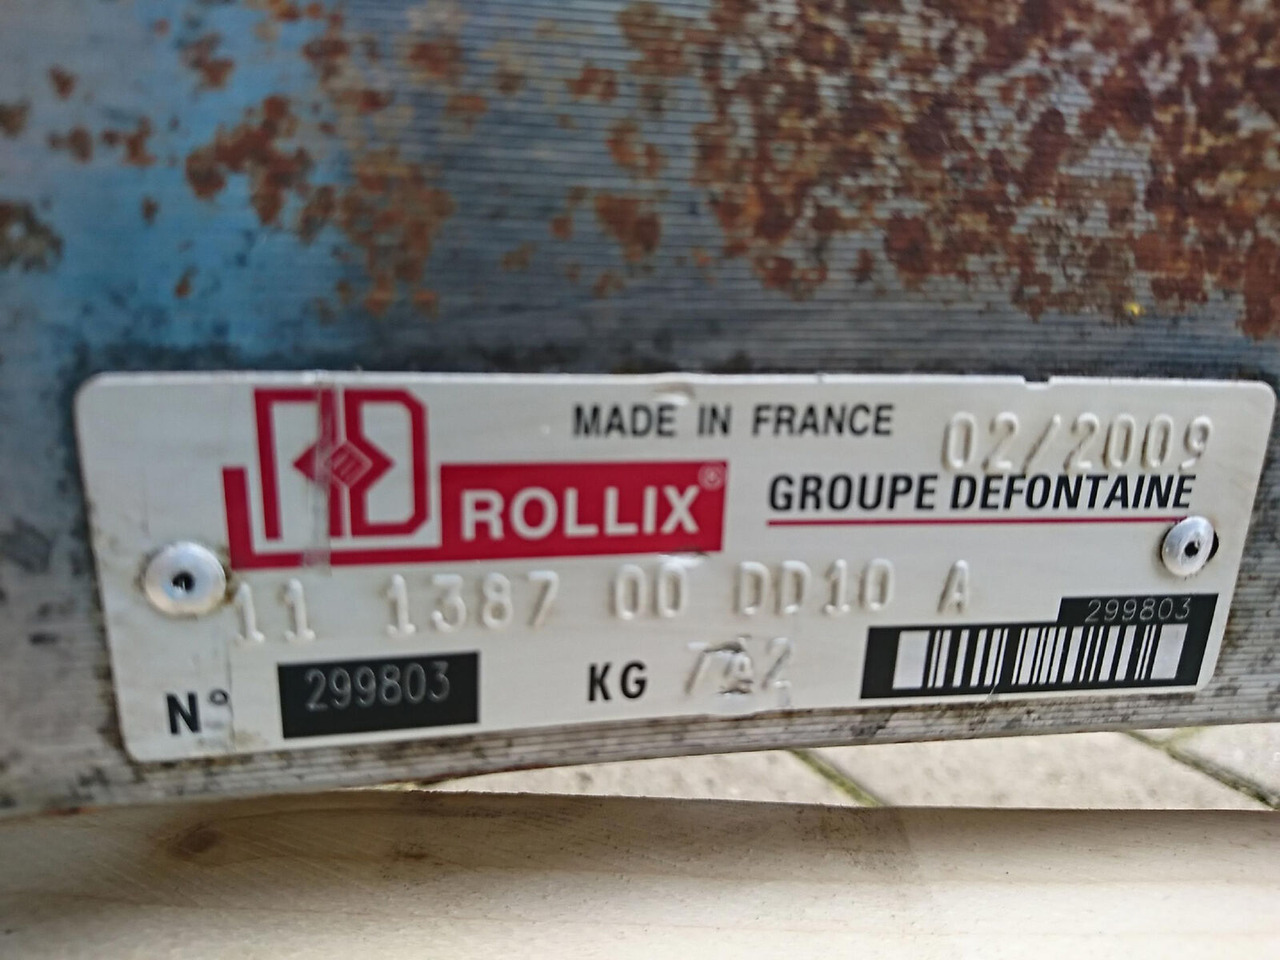 MADE IN FRANCE 02/2009
ROLLIX®
GROUPE DEFONTAINE
11 1387 00 DD10 A
N° 299803
KG
299803